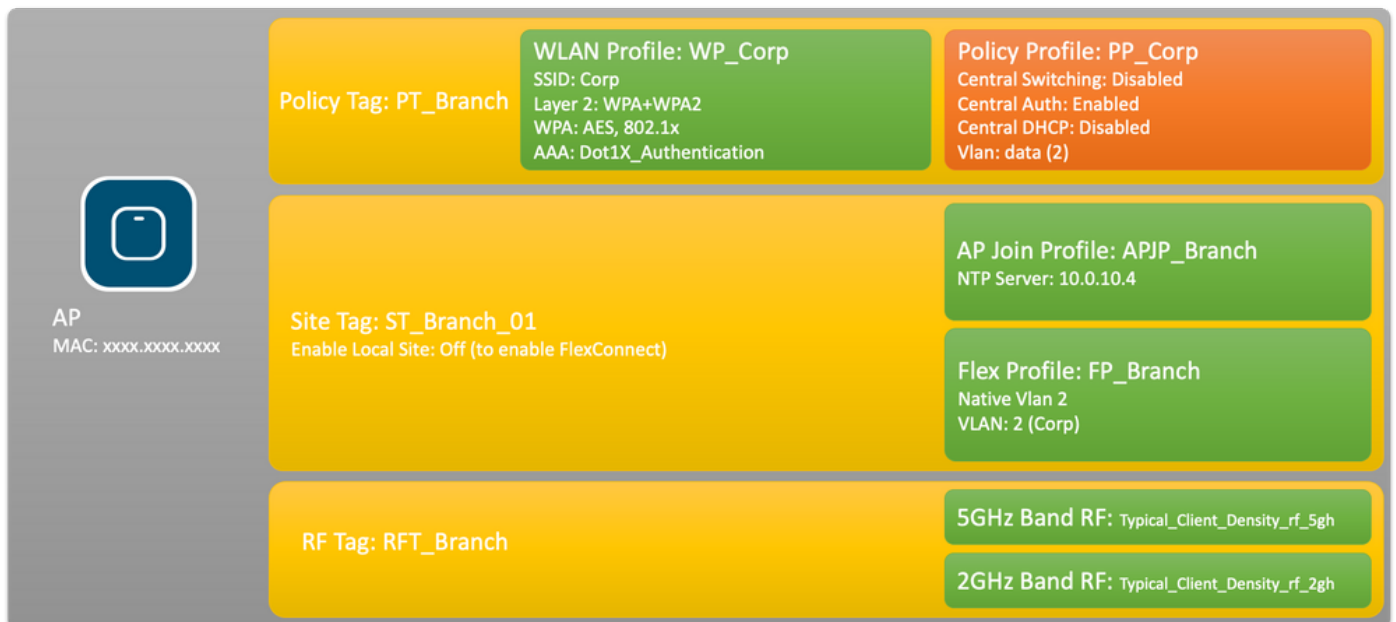 Policy Tag: PT_Branch
WLAN Profile: WP_Corp
SSID: Corp
Layer 2: WPA+WPA2
WPA: AES, 802.1x
AAA: Dot1X_Authentication
Policy Profile: PP_Corp
Central Switching: Disabled
Central Auth: Enabled
Central DHCP: Disabled
Vlan: data (2)
AP
MAC: xxxx.xxxx.xxxx
Site Tag: ST_Branch_01
Enable Local Site: Off (to enable FlexConnect)
AP Join Profile: APJP_Branch
NTP Server: 10.0.10.4
Flex Profile: FP_Branch
Native Vlan 2
VLAN: 2 (Corp)
RF Tag: RFT_Branch
5GHz Band RF: Typical_Client_Density_rf_5gh
2GHz Band RF: Typical_Client_Density_rf_2gh